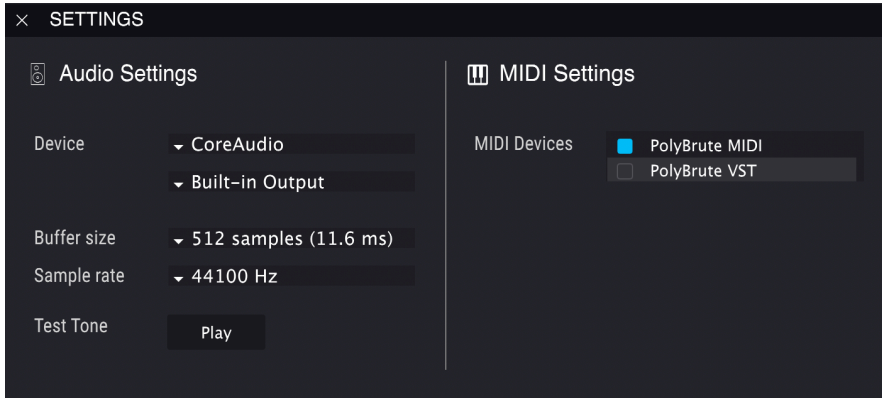 × SETTINGS
Audio Settings
Device
CoreAudio
Built-in Output
Buffer size
512 samples (11.6 ms)
Sample rate
44100 Hz
Test Tone
Play
MIDI Settings
MIDI Devices
PolyBrute MIDI
PolyBrute VST